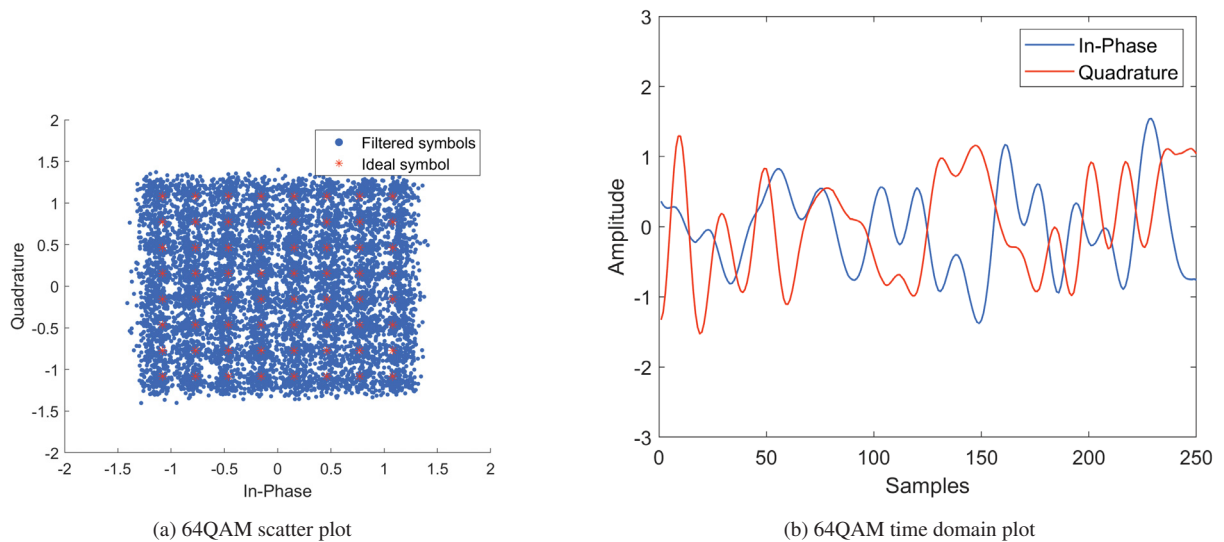 2
1.5
1
0.5
0
-0.5
-1
-1.5
-2
Quadrature
Filtered symbols
Ideal symbol
-2 -1 -0.5 0 0.5 1 1.5 2
In-Phase
(a) 64QAM scatter plot
3
2
1
0
-1
-2
-3
Amplitude
In-Phase
Quadrature
0 50 100 150 200 250
Samples
(b) 64QAM time domain plot